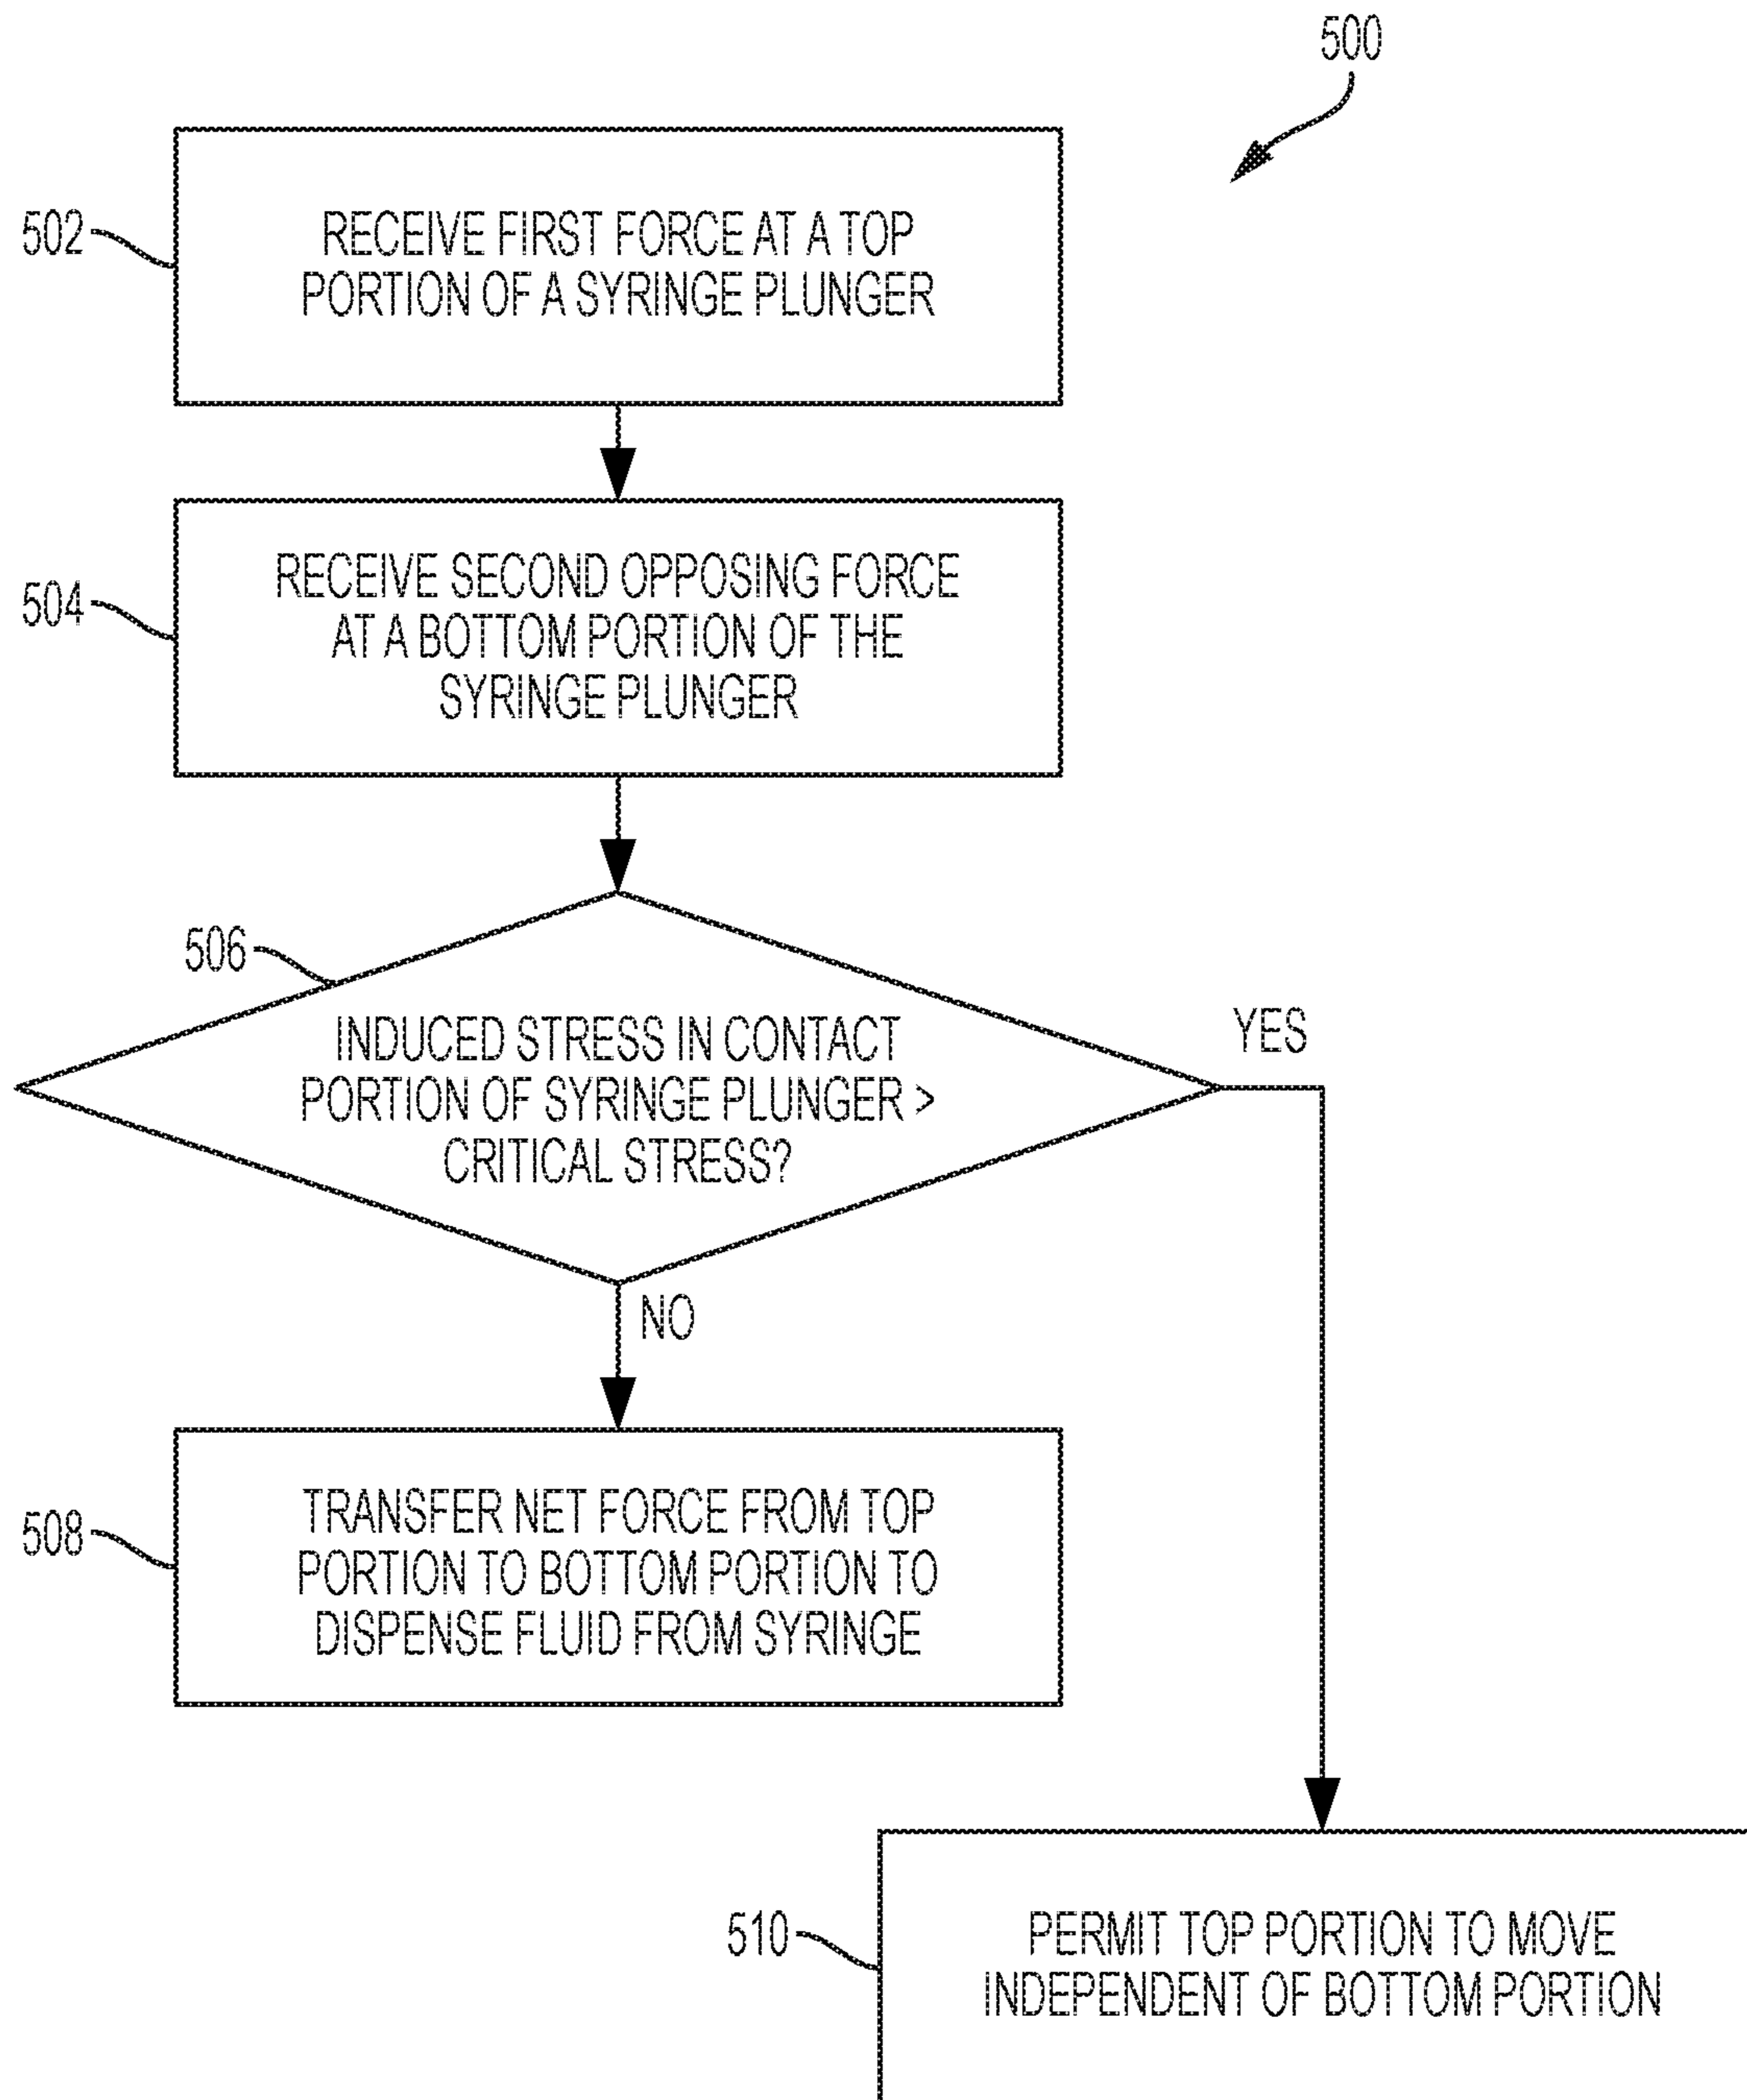 500
502
RECEIVE FIRST FORCE AT A TOP
PORTION OF A SYRINGE PLUNGER
504
RECEIVE SECOND OPPOSING FORCE
AT A BOTTOM PORTION OF THE
SYRINGE PLUNGER
506
INDUCED STRESS IN CONTACT
PORTION OF SYRINGE PLUNGER >
CRITICAL STRESS?
YES
NO
508
TRANSFER NET FORCE FROM TOP
PORTION TO BOTTOM PORTION TO
DISPENSE FLUID FROM SYRINGE
510
PERMIT TOP PORTION TO MOVE
INDEPENDENT OF BOTTOM PORTION